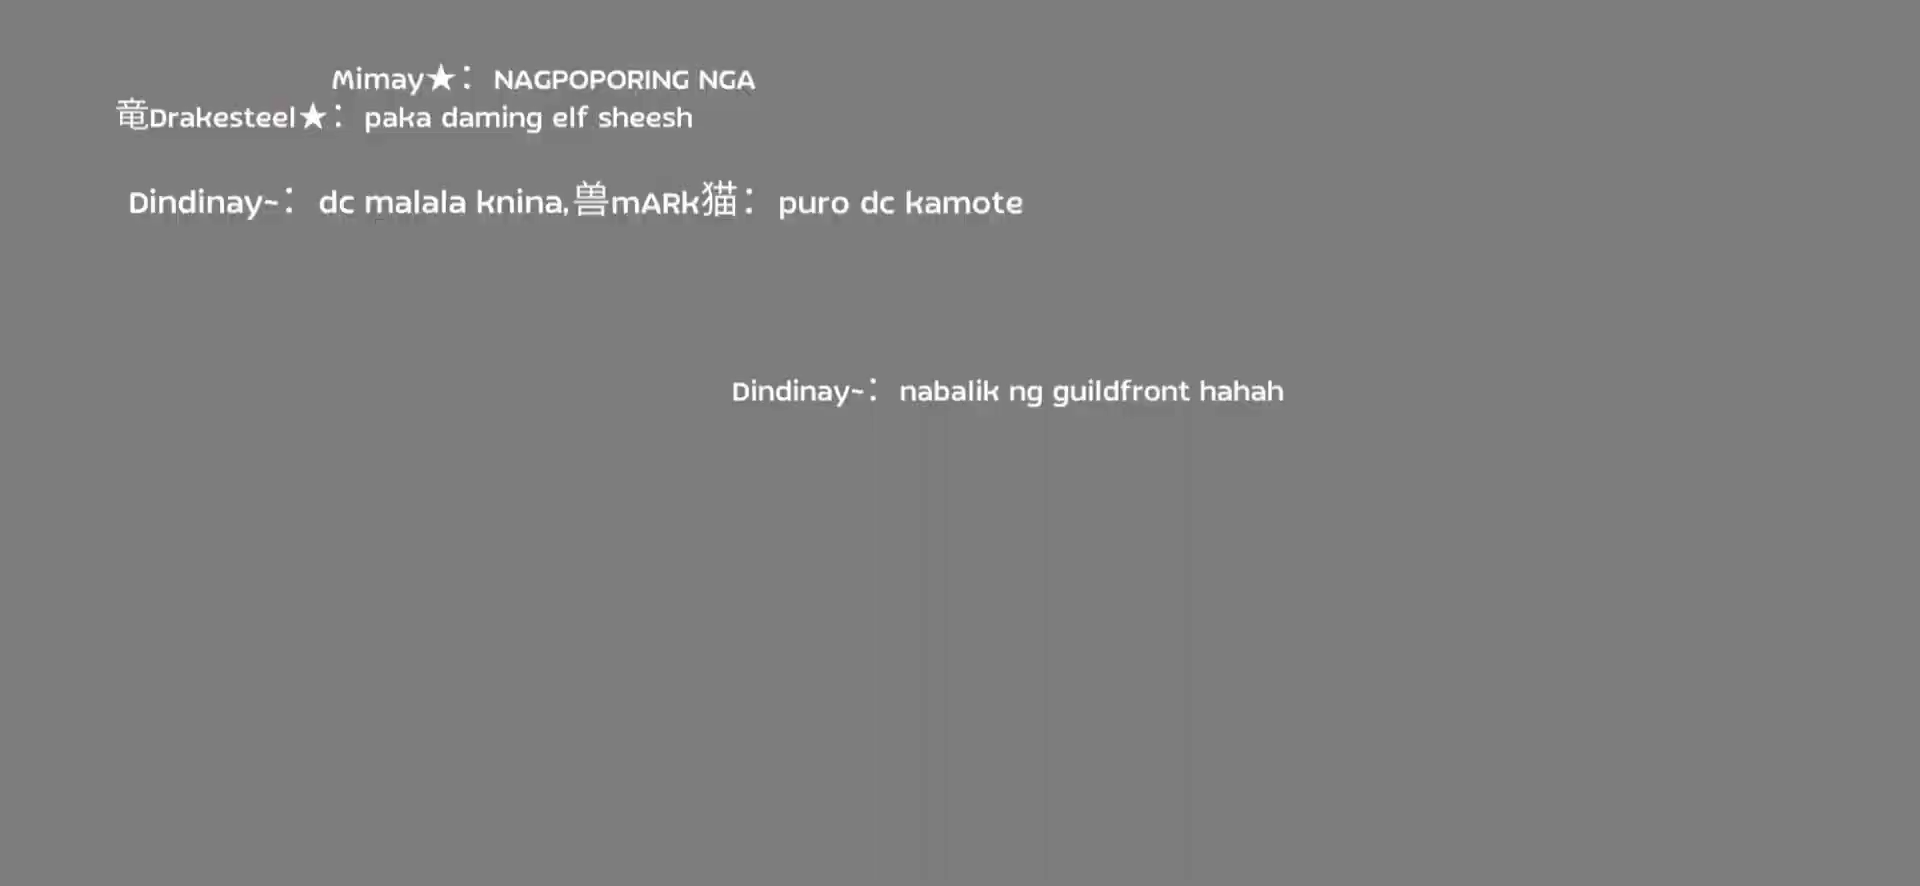 Mimay★： NAGPOPORING NGA
竜Drakesteel★： paka daming elf sheesh
Dindinay~： dc malala knina,兽mARk猫： puro dc kamote
Dindinay~： nabalik ng guildfront hahah